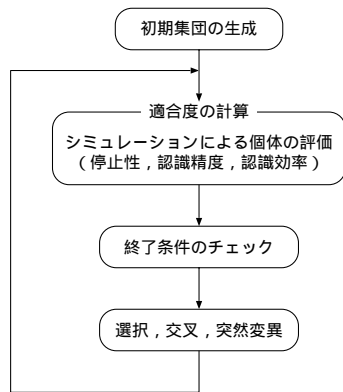 初期集団の生成
適合度の計算
シミュレーションによる個体の評価
（停止性，認識精度，認識効率）
終了条件のチェック
選択，交叉，突然変異